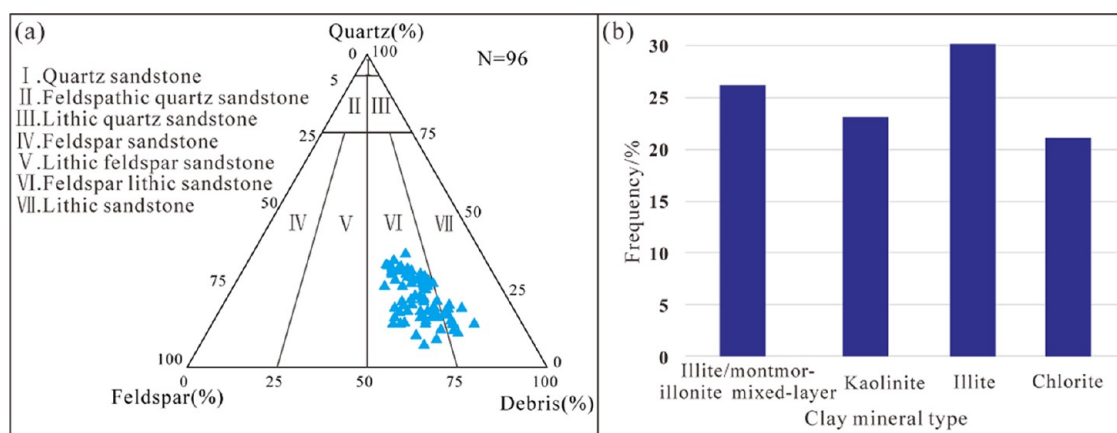 (a)
Quartz(%)
0
100
N=96
Ⅰ.Quartz sandstone
Ⅱ.Feldspathic quartz sandstone
Ⅲ.Lithic quartz sandstone
Ⅳ.Feldspar sandstone
Ⅴ.Lithic feldspar sandstone
Ⅵ.Feldspar lithic sandstone
Ⅶ.Lithic sandstone
5
Ⅱ
Ⅲ
25
75
50
Ⅳ
Ⅴ
Ⅵ
Ⅶ
50
75
25
100
0
0
25
50
75
100
Feldspar(%)
Debris(%)
(b)
Frequency/%
30
25
20
15
10
5
0
Illite/montmor-
illonite mixed-layer
Kaolinite
Illite
Chlorite
Clay mineral type